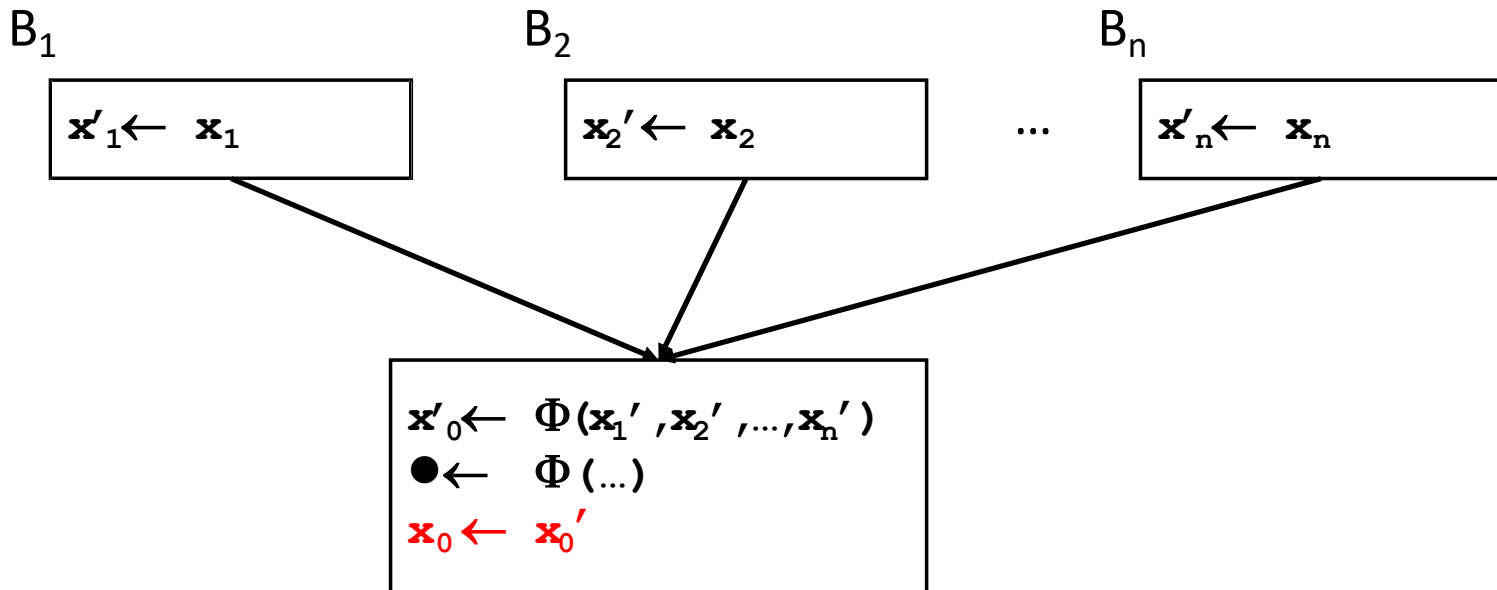 B₁ B₂ Bₙ
x′₁← x₁ x₂′← x₂ … x′ₙ← xₙ
x′₀← Φ(x₁′,x₂′,…,xₙ′)
●← Φ(…)
x₀← x₀′